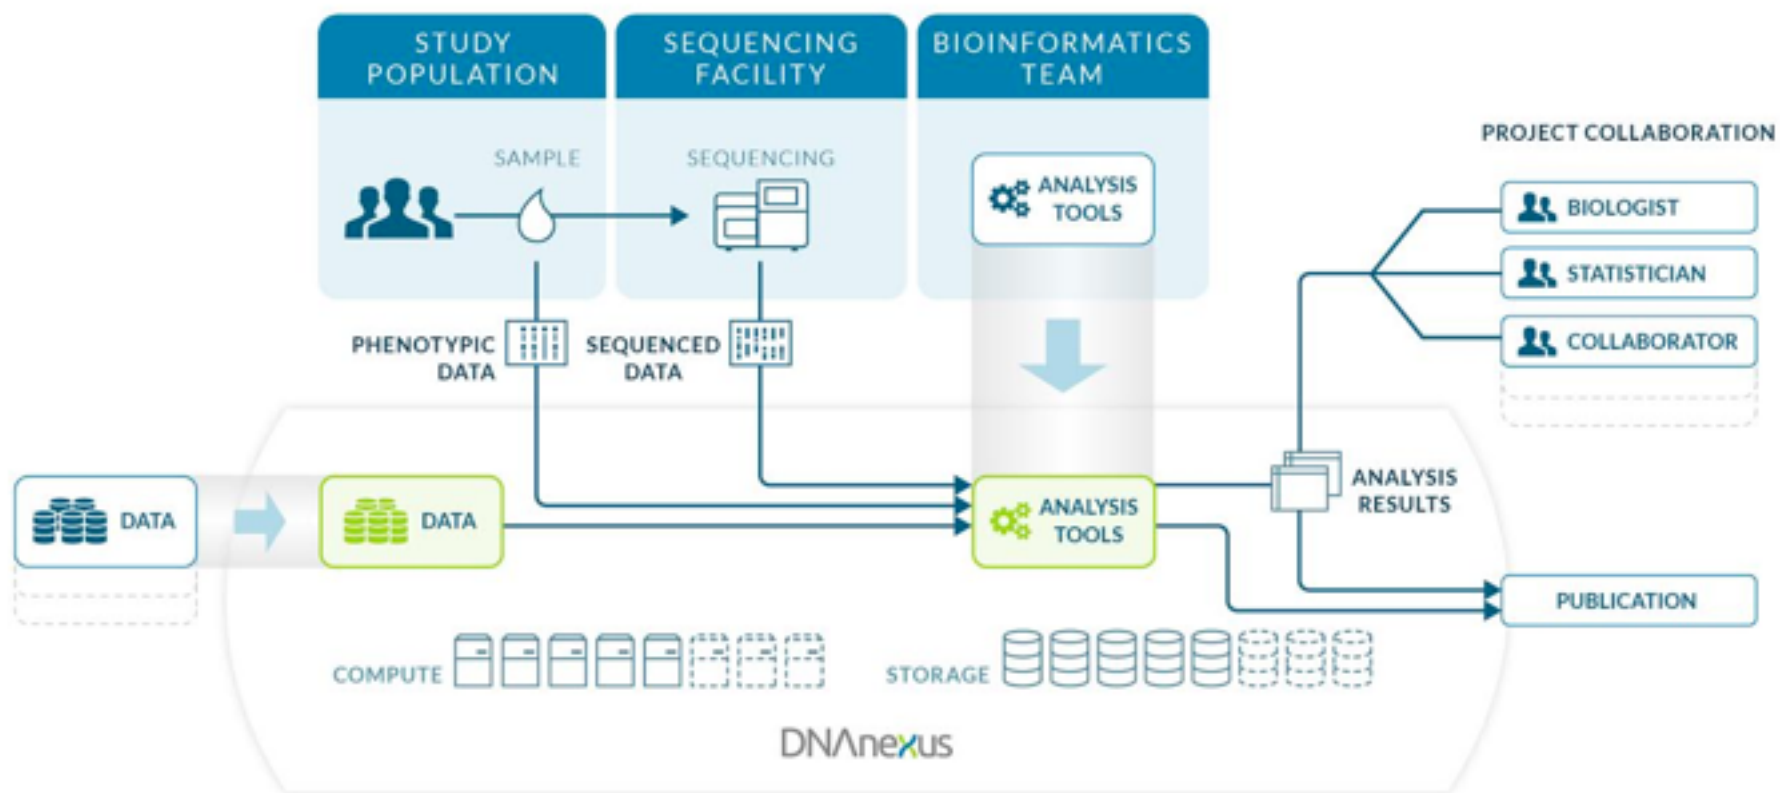 STUDY
POPULATION
SEQUENCING
FACILITY
BIOINFORMATICS
TEAM
SAMPLE
SEQUENCING
ANALYSIS
TOOLS
PROJECT COLLABORATION
BIOLOGIST
STATISTICIAN
COLLABORATOR
PHENOTYPIC
DATA
SEQUENCED
DATA
DATA
DATA
ANALYSIS
TOOLS
ANALYSIS
RESULTS
PUBLICATION
COMPUTE
STORAGE
DNAnexus